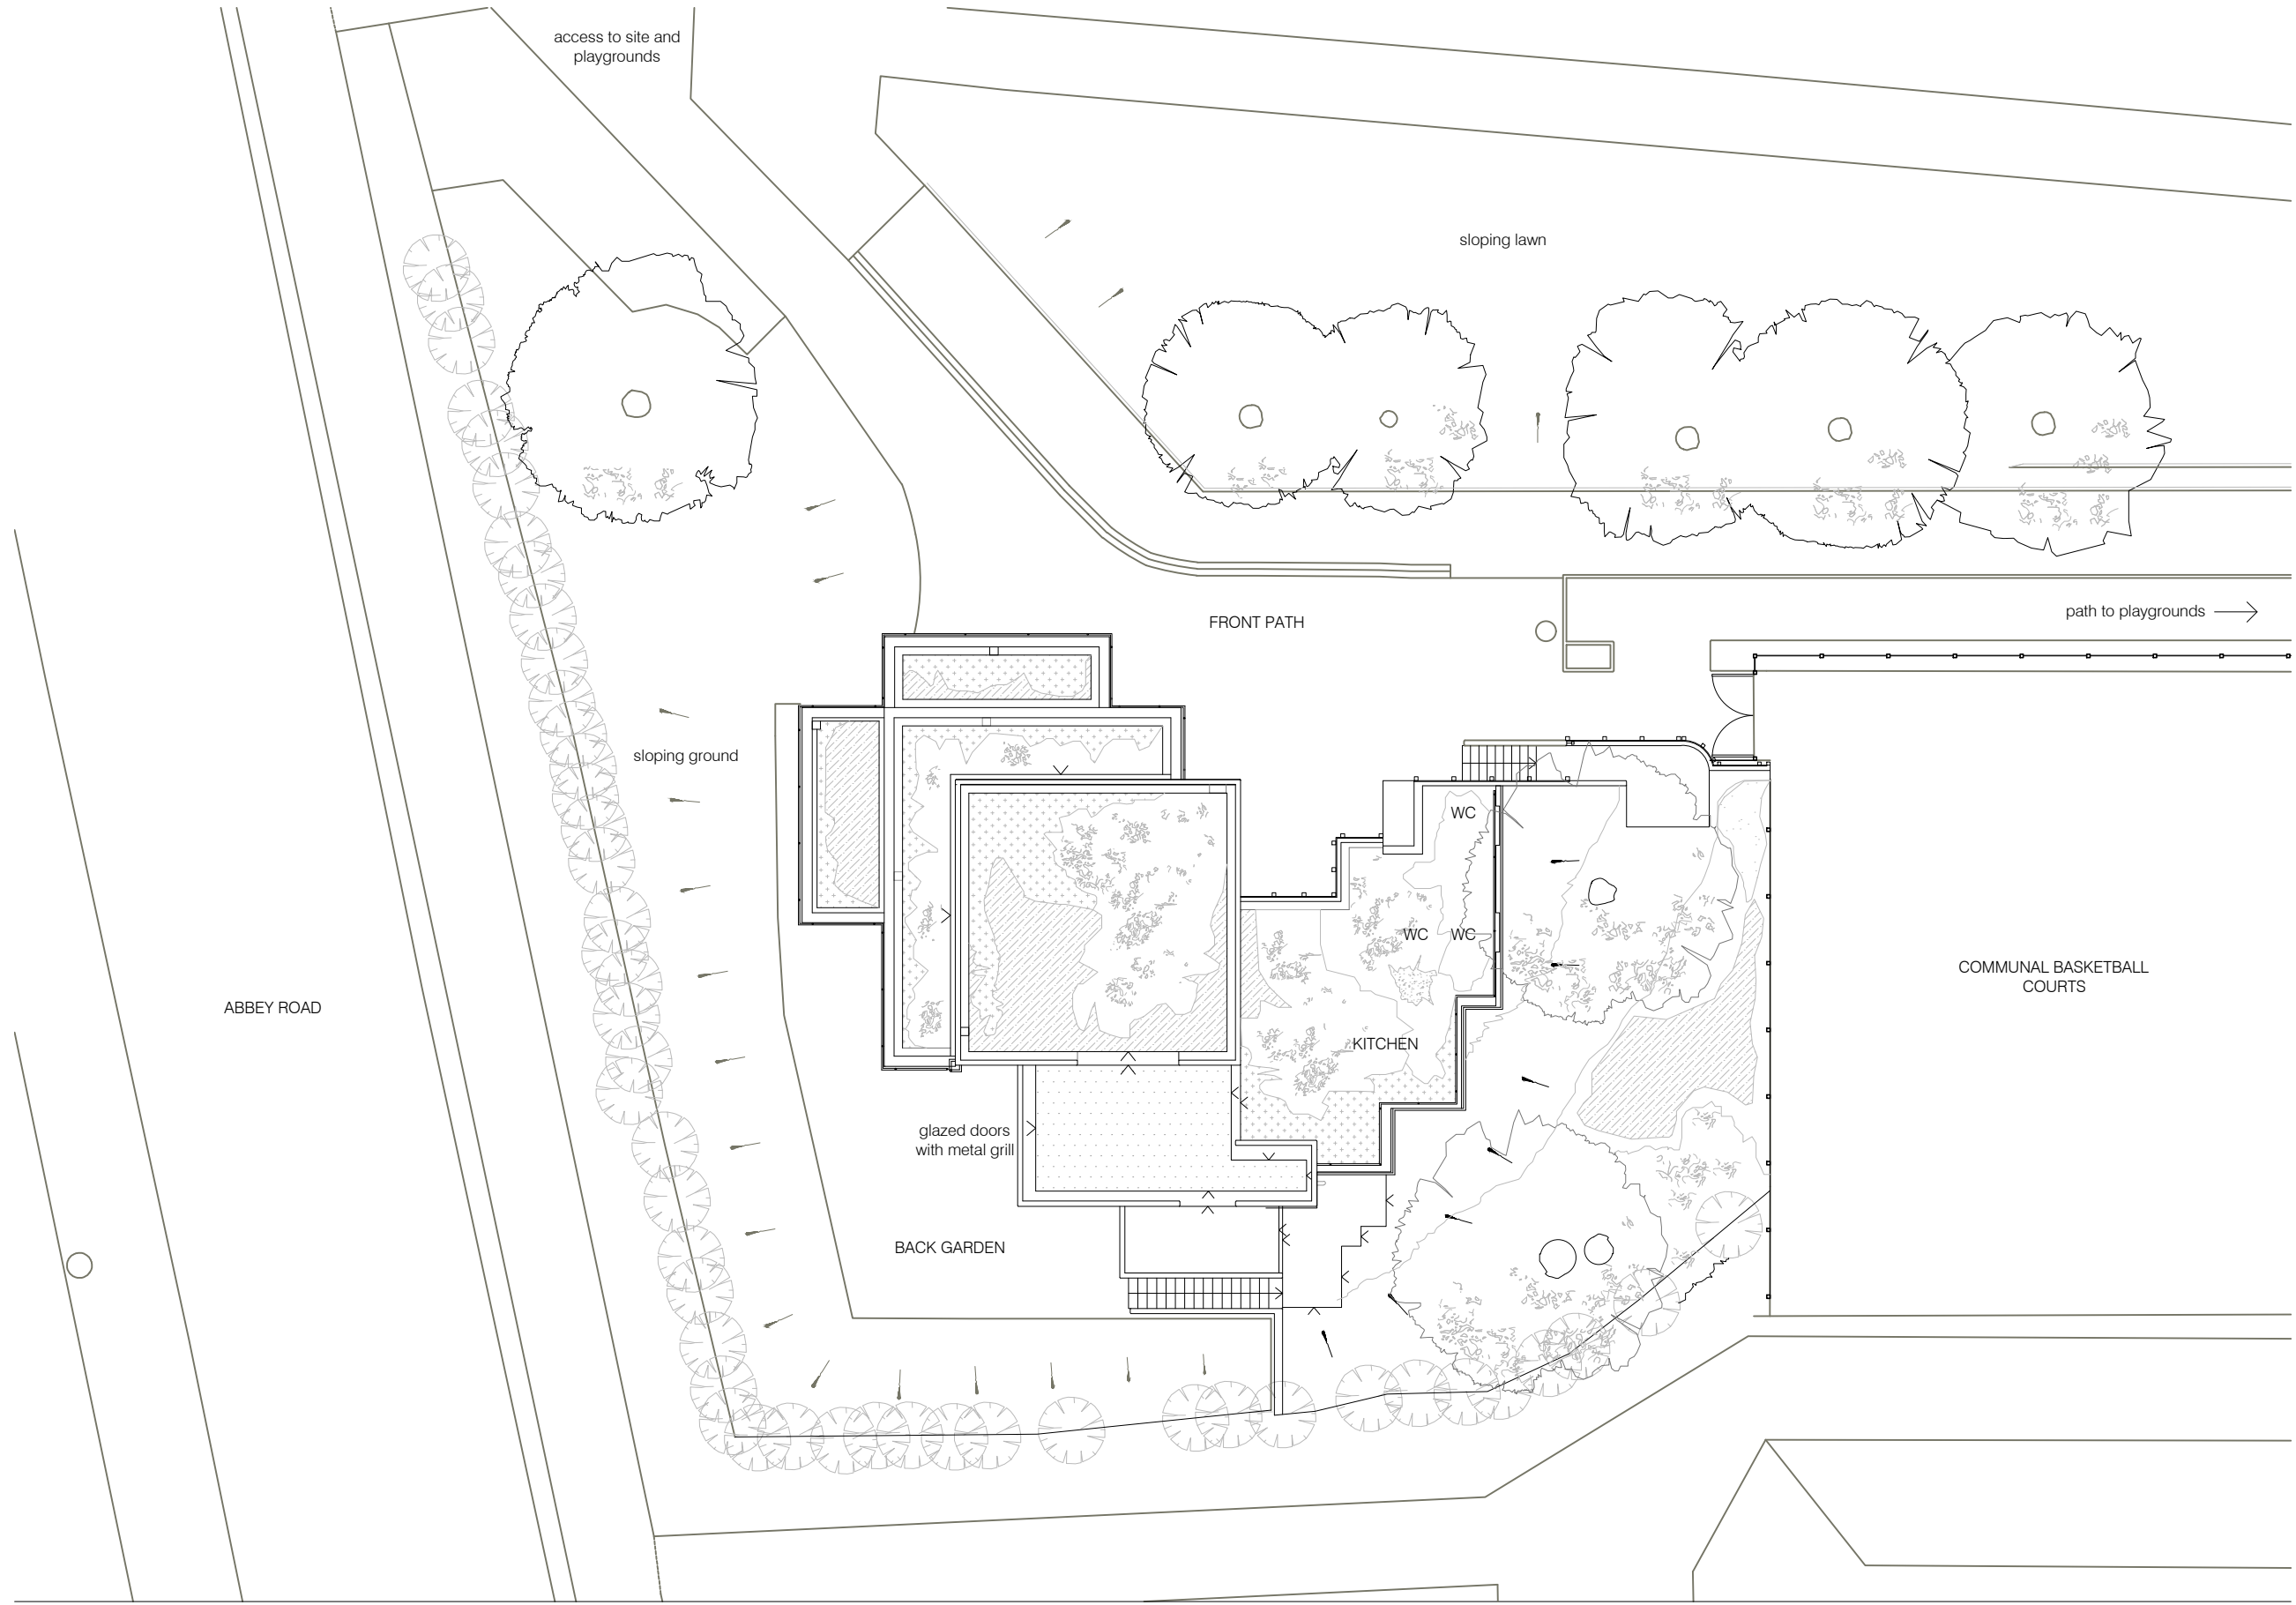 access to site and
playgrounds
sloping lawn
path to playgrounds
FRONT PATH
sloping ground
WC
WC
WC
COMMUNAL BASKETBALL
COURTS
ABBEY ROAD
KITCHEN
glazed doors
with metal grill
BACK GARDEN